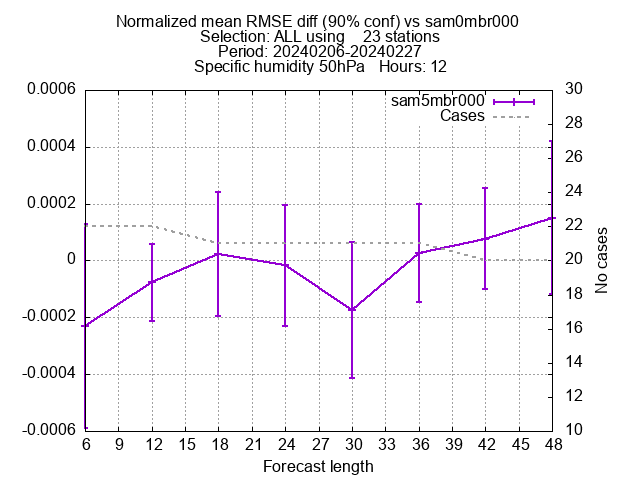 Normalized mean RMSE diff (90% conf) vs sam0mbr000
Selection: ALL using    23 stations
Period: 20240206-20240227
Specific humidity 50hPa   Hours: 12
sam5mbr000
Cases
0.0006
0.0004
0.0002
0
-0.0002
-0.0004
-0.0006
30
28
26
24
22
20
18
16
14
12
10
No cases
6 9 12 15 18 21 24 27 30 33 36 39 42 45 48
Forecast length